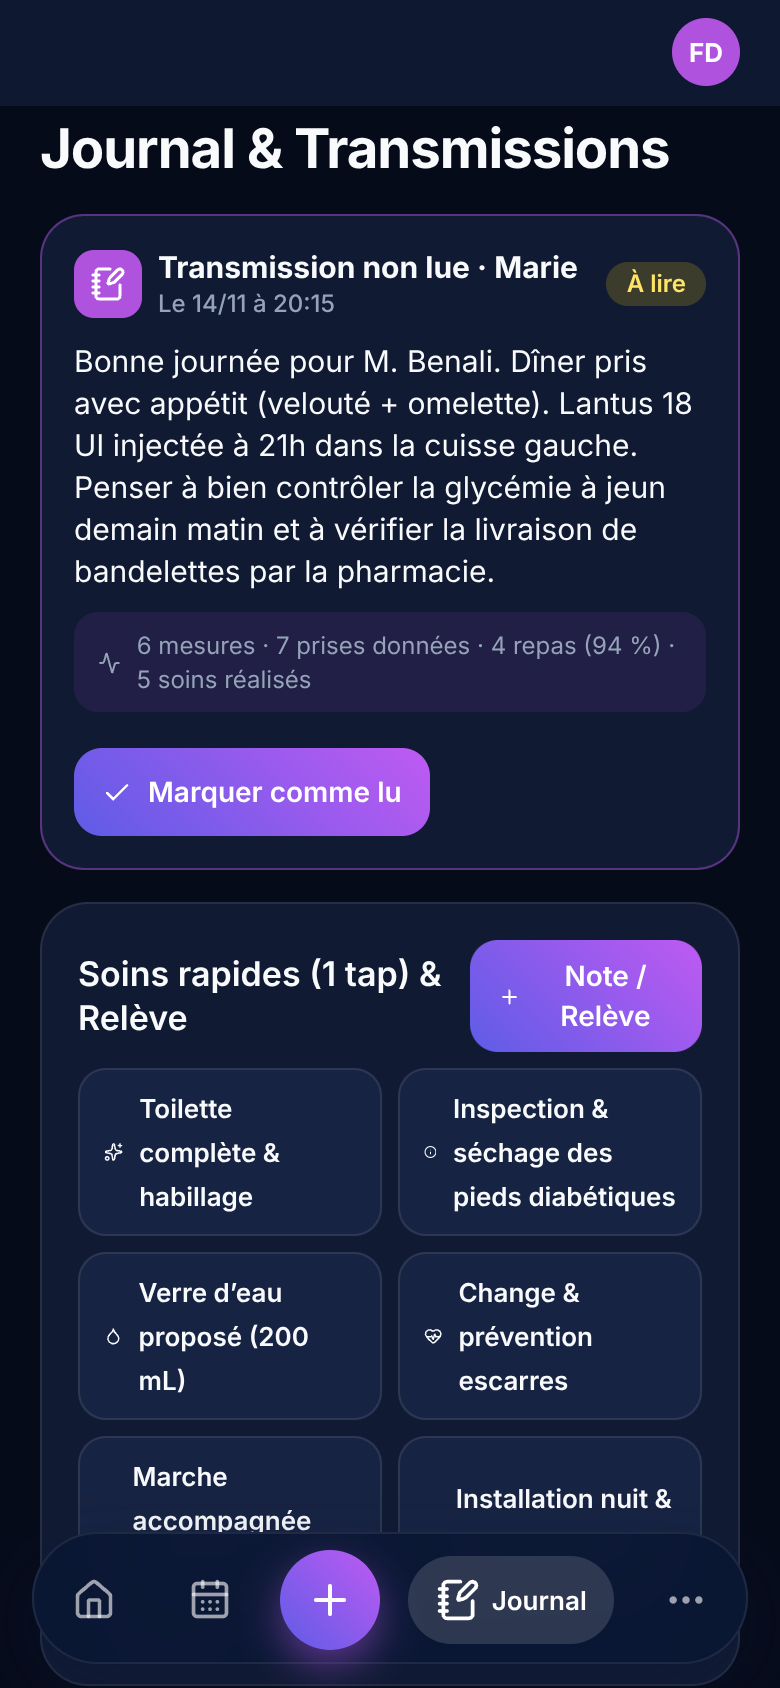 FD
Journal & Transmissions
Transmission non lue · Marie
Le 14/11 à 20:15
À lire
Bonne journée pour M. Benali. Dîner pris
avec appétit (velouté + omelette). Lantus 18
UI injectée à 21h dans la cuisse gauche.
Penser à bien contrôler la glycémie à jeun
demain matin et à vérifier la livraison de
bandelettes par la pharmacie.
6 mesures · 7 prises données · 4 repas (94 %) ·
5 soins réalisés
Marquer comme lu
Soins rapides (1 tap) &
Relève
Note /
Relève
Toilette
complète &
habillage
Inspection &
séchage des
pieds diabétiques
Verre d’eau
proposé (200
mL)
Change &
prévention
escarres
Marche
accompagnée
Installation nuit &
Journal